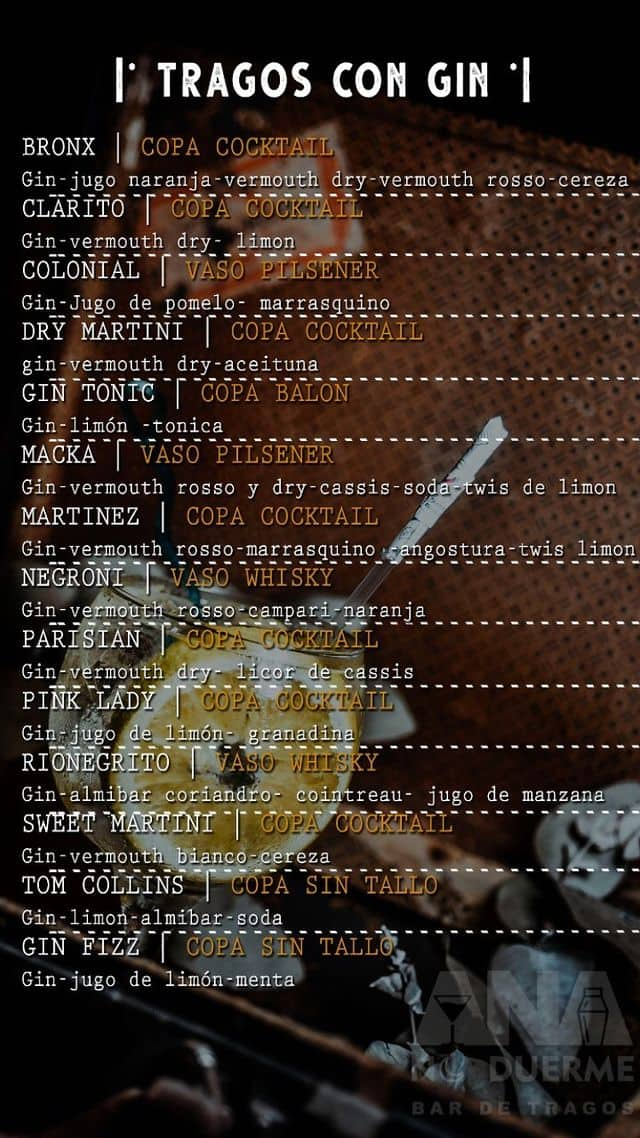 TRAGOS CON GIN
BRONX | COPA COCKTAIL
Gin-jugo naranja-vermouth dry-vermouth rosso-cereza
CLARITO | COPA COCKTAIL
Gin-vermouth dry- limon
COLONIAL | VASO PILSENER
Gin-Jugo de pomelo- marrasquino
DRY MARTINI | COPA COCKTAIL
gin-vermouth dry-aceituna
GIN TONIC | COPA BALON
Gin-limón -tonica
MACKA | VASO PILSENER
Gin-vermouth rosso y dry-cassis-soda-twis de limon
MARTINEZ | COPA COCKTAIL
Gin-vermouth rosso-marrasquino -angostura-twis limon
NEGRONI | VASO WHISKY
Gin-vermouth rosso-campari-naranja
PARISIAN | COPA COCKTAIL
Gin-vermouth dry- licor de cassis
PINK LADY | COPA COCKTAIL
Gin-jugo de limón- granadina
RIONEGRITO | VASO WHISKY
Gin-almibar coriandro- cointreau- jugo de manzana
SWEET MARTINI | COPA COCKTAIL
Gin-vermouth bianco-cereza
TOM COLLINS | COPA SIN TALLO
Gin-limon-almibar-soda
GIN FIZZ | COPA SIN TALLO
Gin-jugo de limón-menta
ANA
NO DUERME
BAR DE TRAGOS